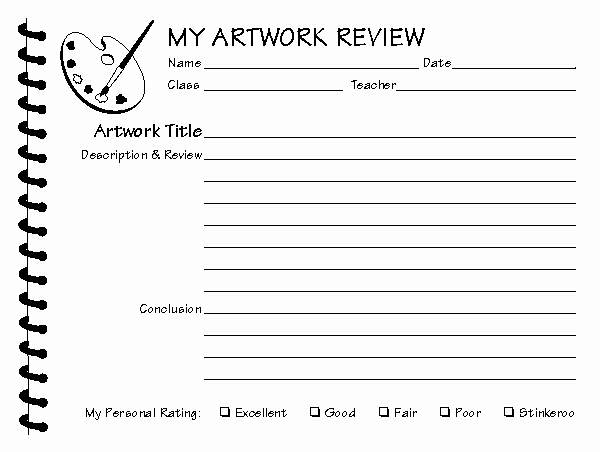 MY ARTWORK REVIEW
Name Date
Class Teacher
Artwork Title
Description & Review
Conclusion
My Personal Rating: Excellent Good Fair Poor Stinkeroo